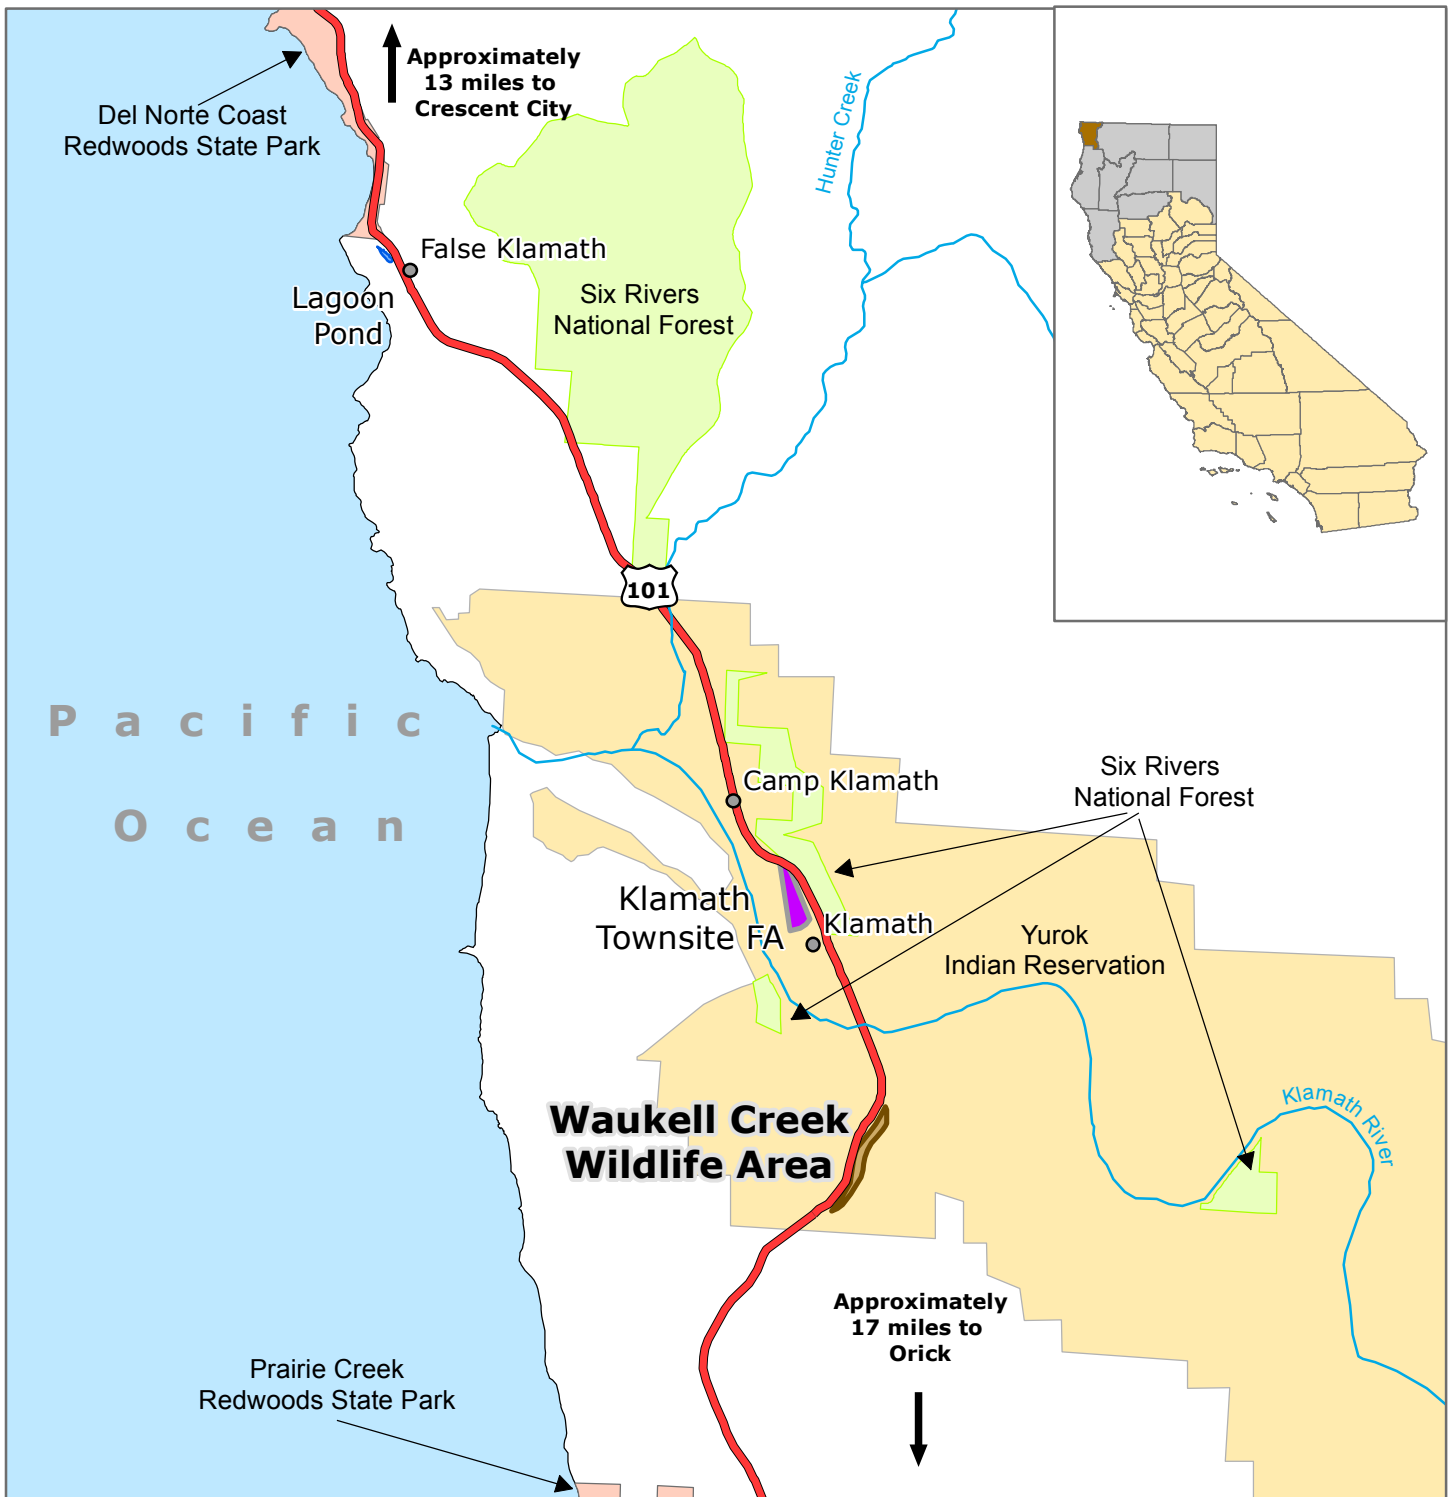 Approximately
13 miles to
Crescent City
Del Norte Coast
Redwoods State Park
Hunter Creek
False Klamath
Lagoon
Pond
Six Rivers
National Forest
101
Pacific
Ocean
Camp Klamath
Six Rivers
National Forest
Klamath
Townsite FA
Klamath
Yurok
Indian Reservation
Klamath River
Waukell Creek
Wildlife Area
Approximately
17 miles to
Orick
Prairie Creek
Redwoods State Park